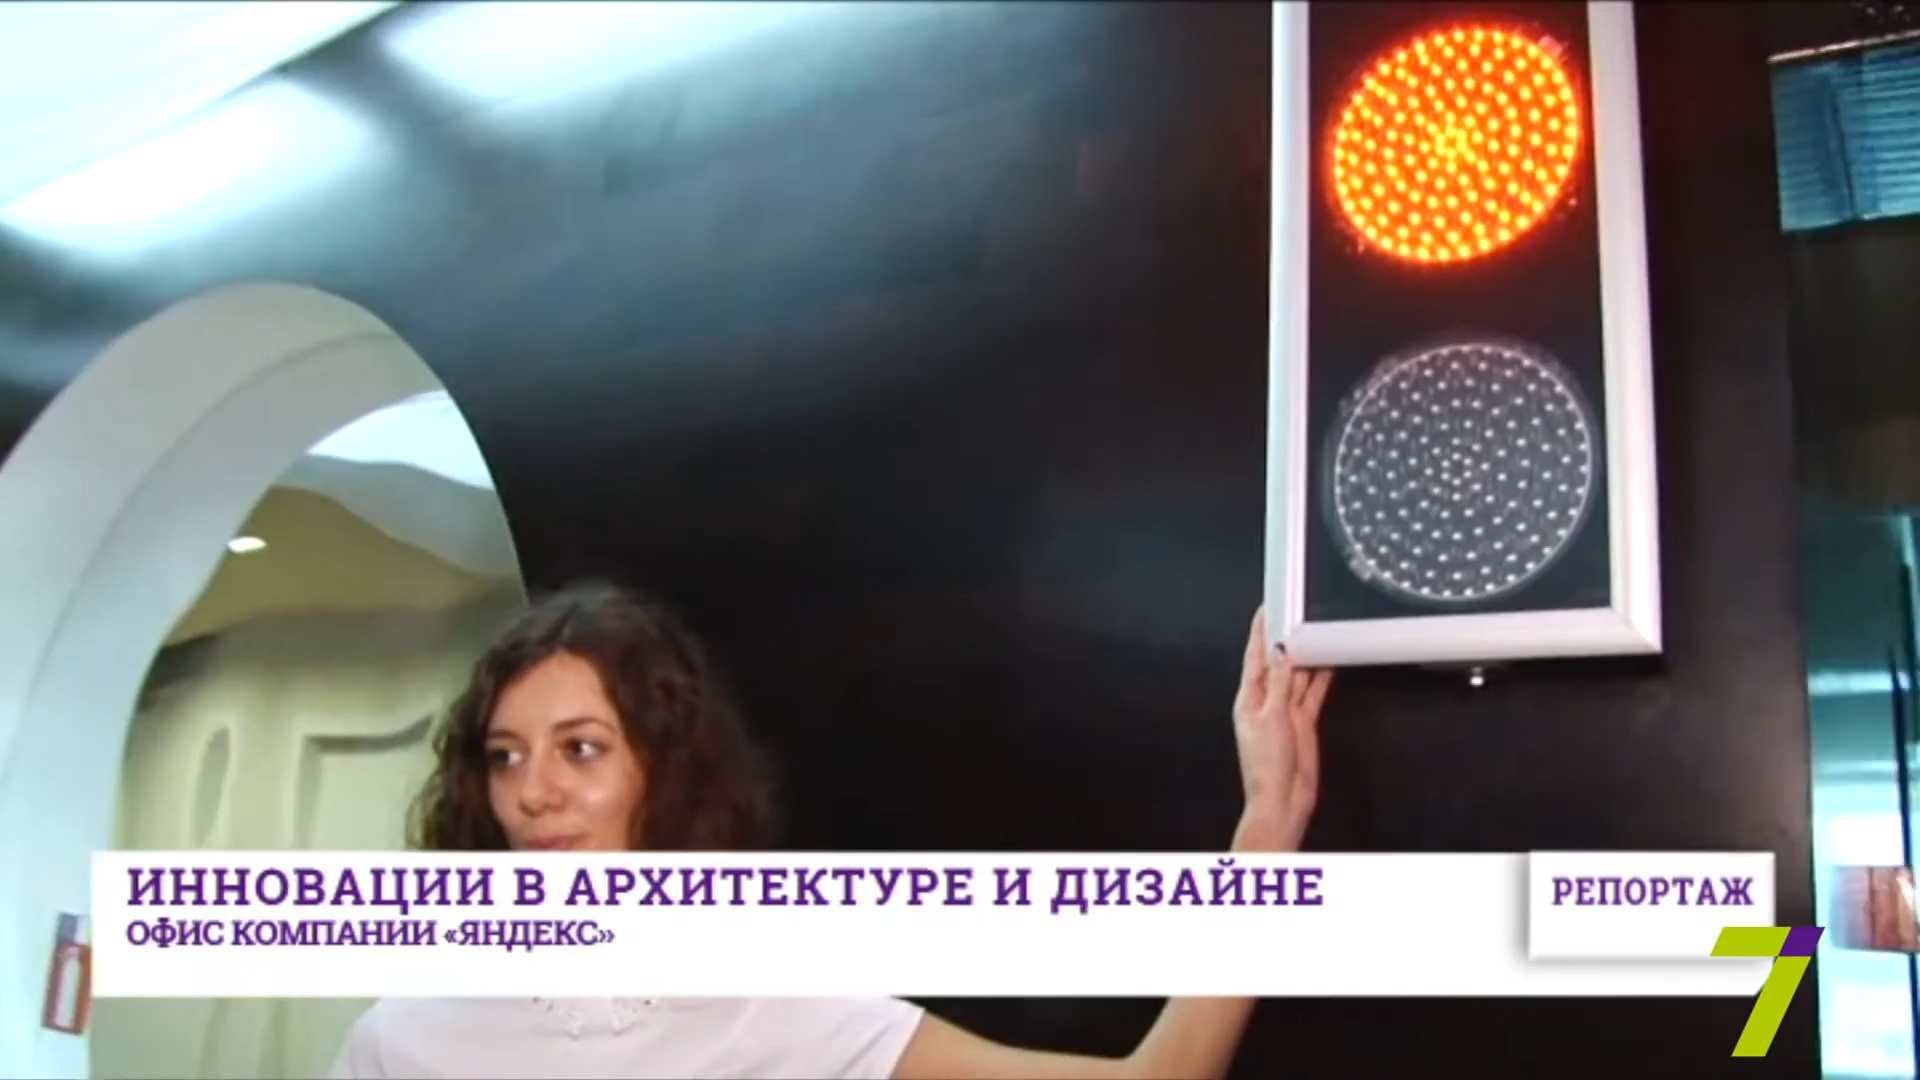 ИННОВАЦИИ В АРХИТЕКТУРЕ И ДИЗАЙНЕ
ОФИС КОМПАНИИ «ЯНДЕКС»
РЕПОРТАЖ
7